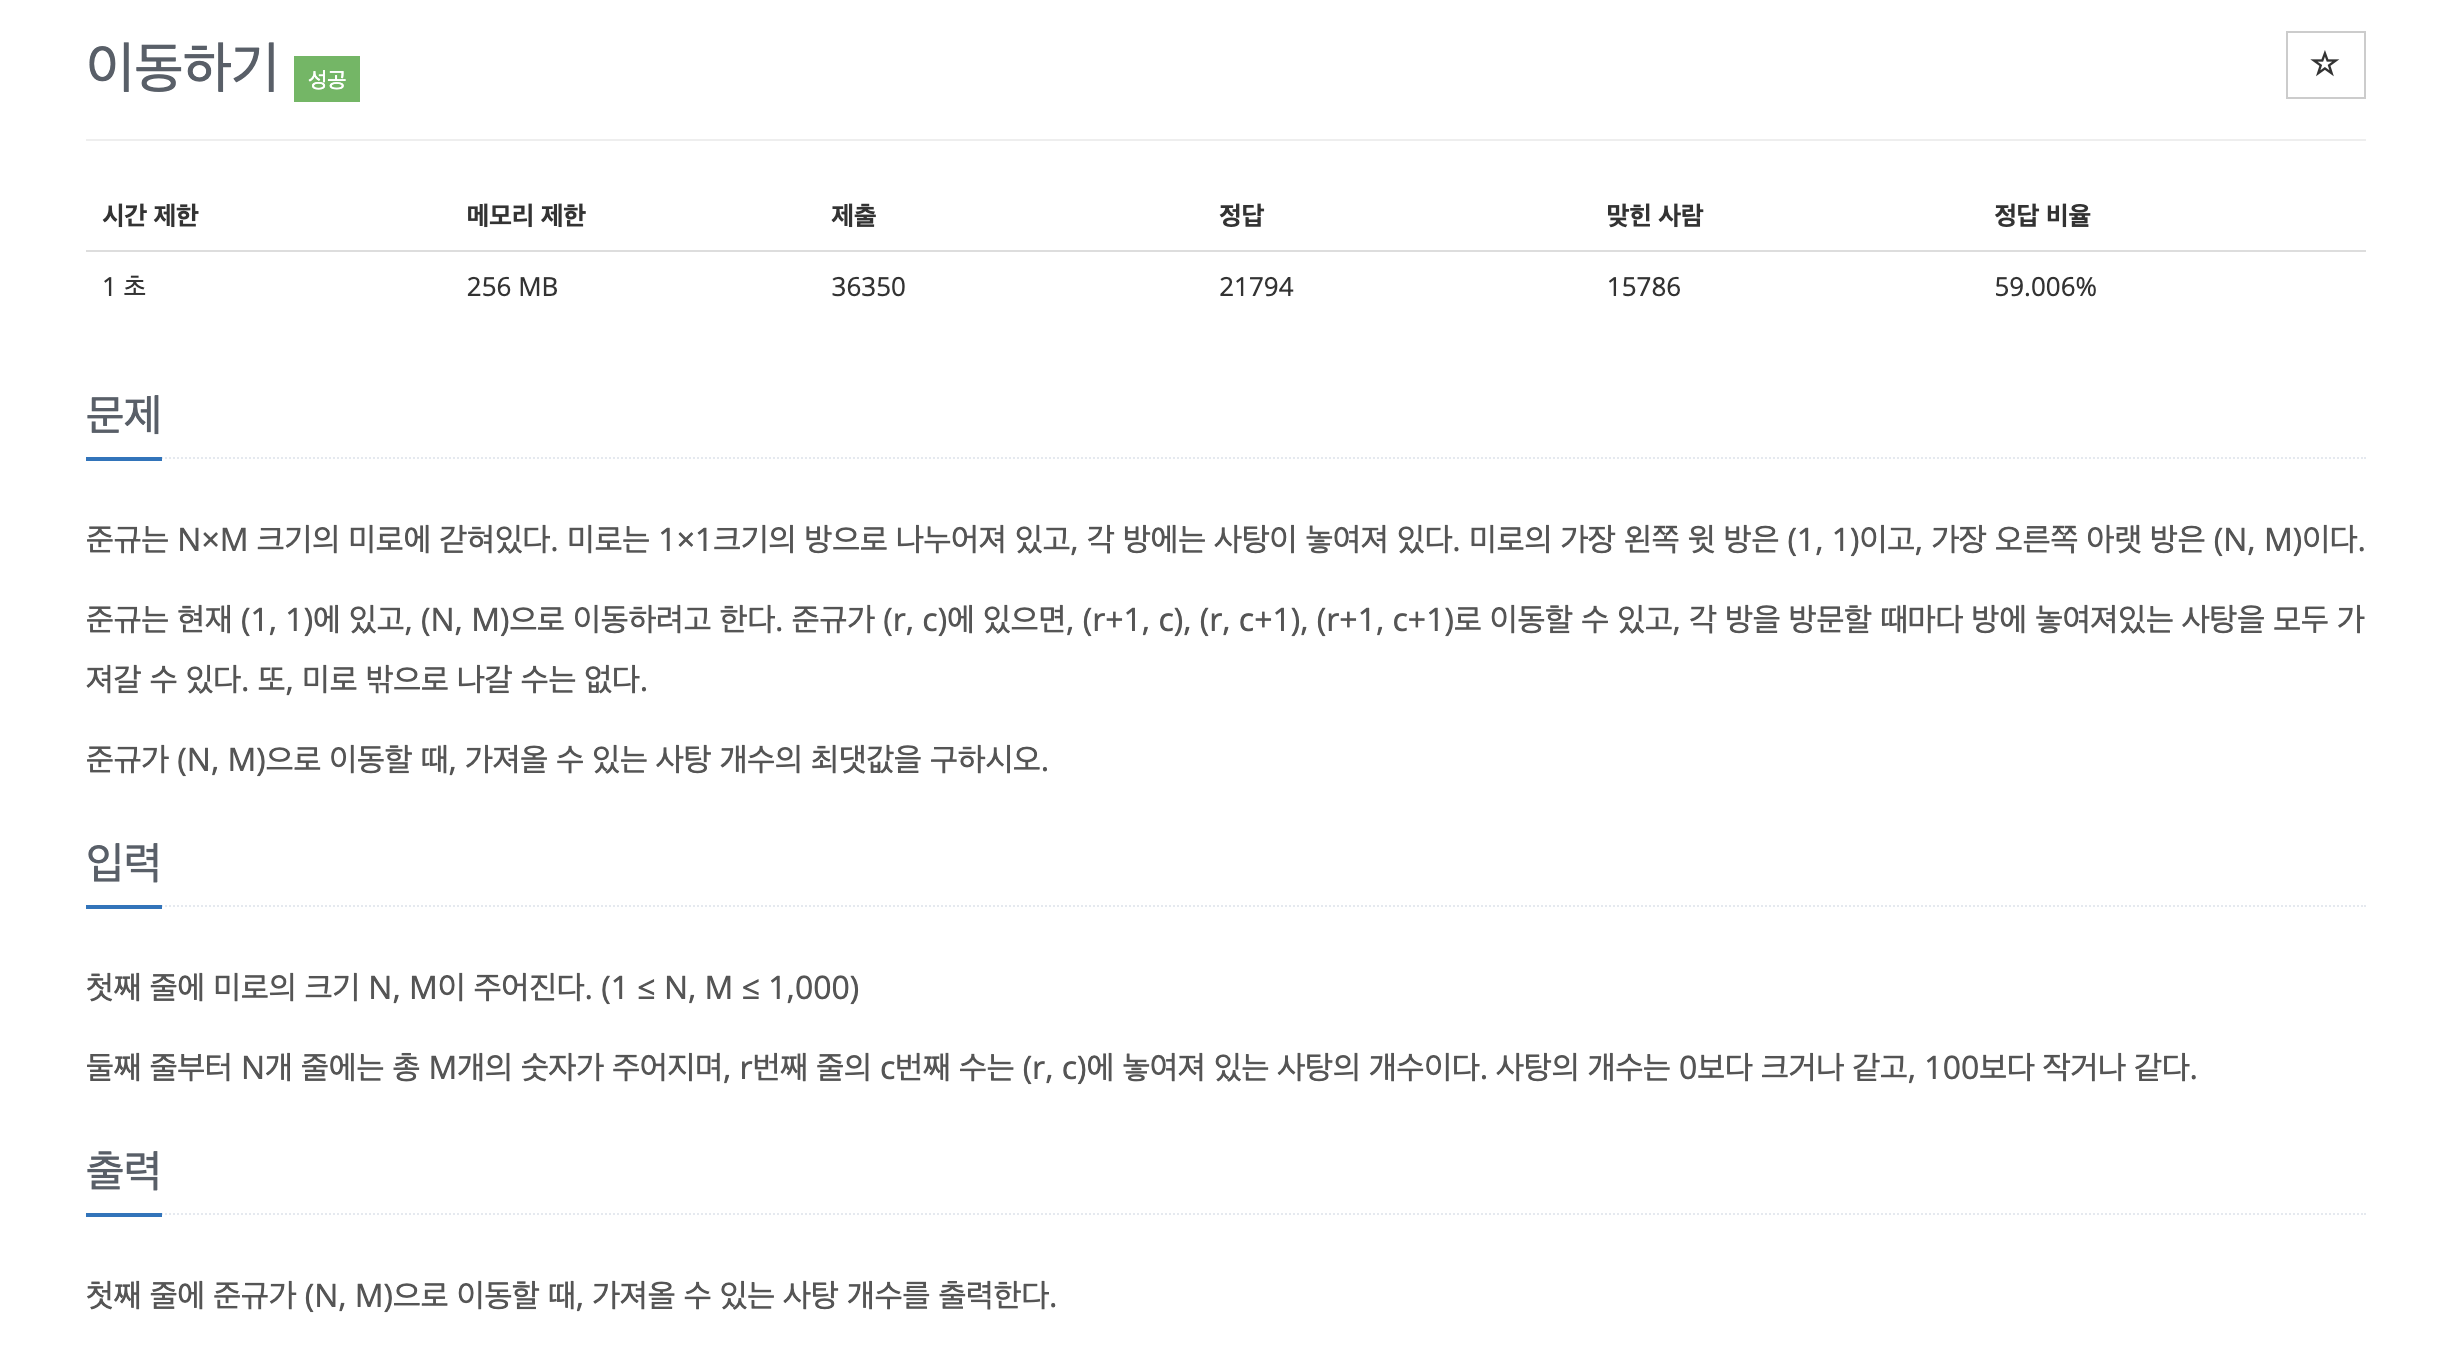 이동하기 성공
☆
시간 제한 메모리 제한 제출 정답 맞힌 사람 정답 비율
1 초 256 MB 36350 21794 15786 59.006%
문제
준규는 N×M 크기의 미로에 갇혀있다. 미로는 1×1크기의 방으로 나누어져 있고, 각 방에는 사탕이 놓여져 있다. 미로의 가장 왼쪽 윗 방은 (1, 1)이고, 가장 오른쪽 아랫 방은 (N, M)이다.
준규는 현재 (1, 1)에 있고, (N, M)으로 이동하려고 한다. 준규가 (r, c)에 있으면, (r+1, c), (r, c+1), (r+1, c+1)로 이동할 수 있고, 각 방을 방문할 때마다 방에 놓여져있는 사탕을 모두 가
져갈 수 있다. 또, 미로 밖으로 나갈 수는 없다.
준규가 (N, M)으로 이동할 때, 가져올 수 있는 사탕 개수의 최댓값을 구하시오.
입력
첫째 줄에 미로의 크기 N, M이 주어진다. (1 ≤ N, M ≤ 1,000)
둘째 줄부터 N개 줄에는 총 M개의 숫자가 주어지며, r번째 줄의 c번째 수는 (r, c)에 놓여져 있는 사탕의 개수이다. 사탕의 개수는 0보다 크거나 같고, 100보다 작거나 같다.
출력
첫째 줄에 준규가 (N, M)으로 이동할 때, 가져올 수 있는 사탕 개수를 출력한다.